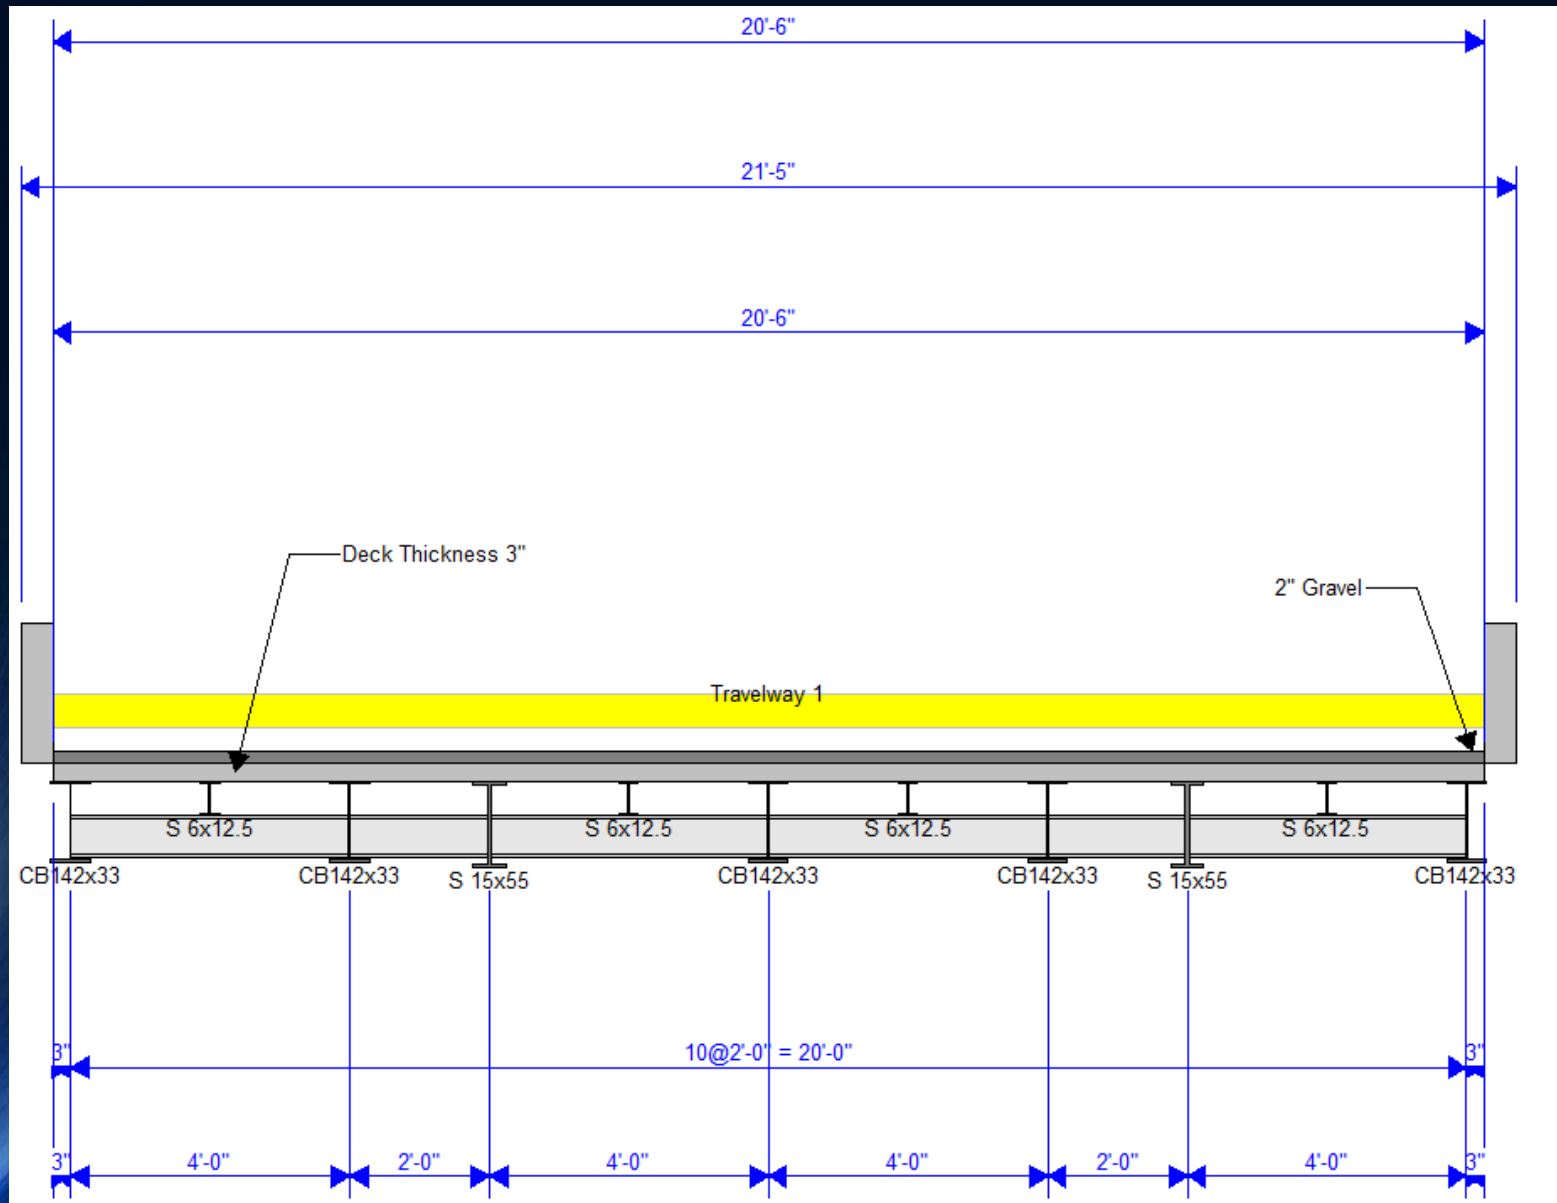 20'-6"
21'-5"
20'-6"
Deck Thickness 3"
2" Gravel
Travelway 1
S 6x12.5 S 6x12.5 S 6x12.5 S 6x12.5
CB142x33 CB142x33 S 15x55 CB142x33 CB142x33 S 15x55 CB142x33
3" 10@2'-0" = 20'-0" 3"
3" 4'-0" 2'-0" 4'-0" 4'-0" 2'-0" 4'-0" 3"